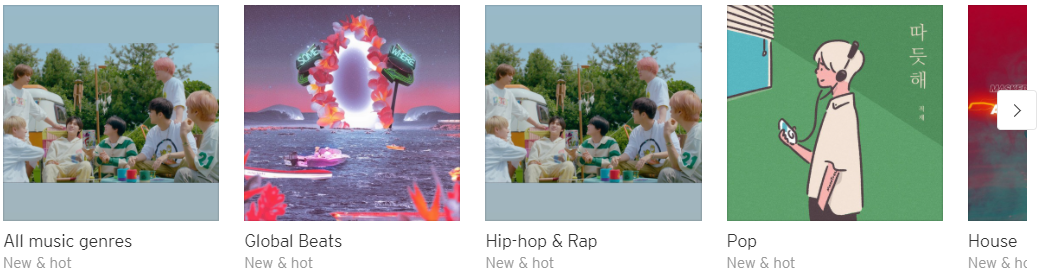 SOME
WHERE
따
뜻
해
All music genres
New & hot
Global Beats
New & hot
Hip-hop & Rap
New & hot
Pop
New & hot
House
New & ho